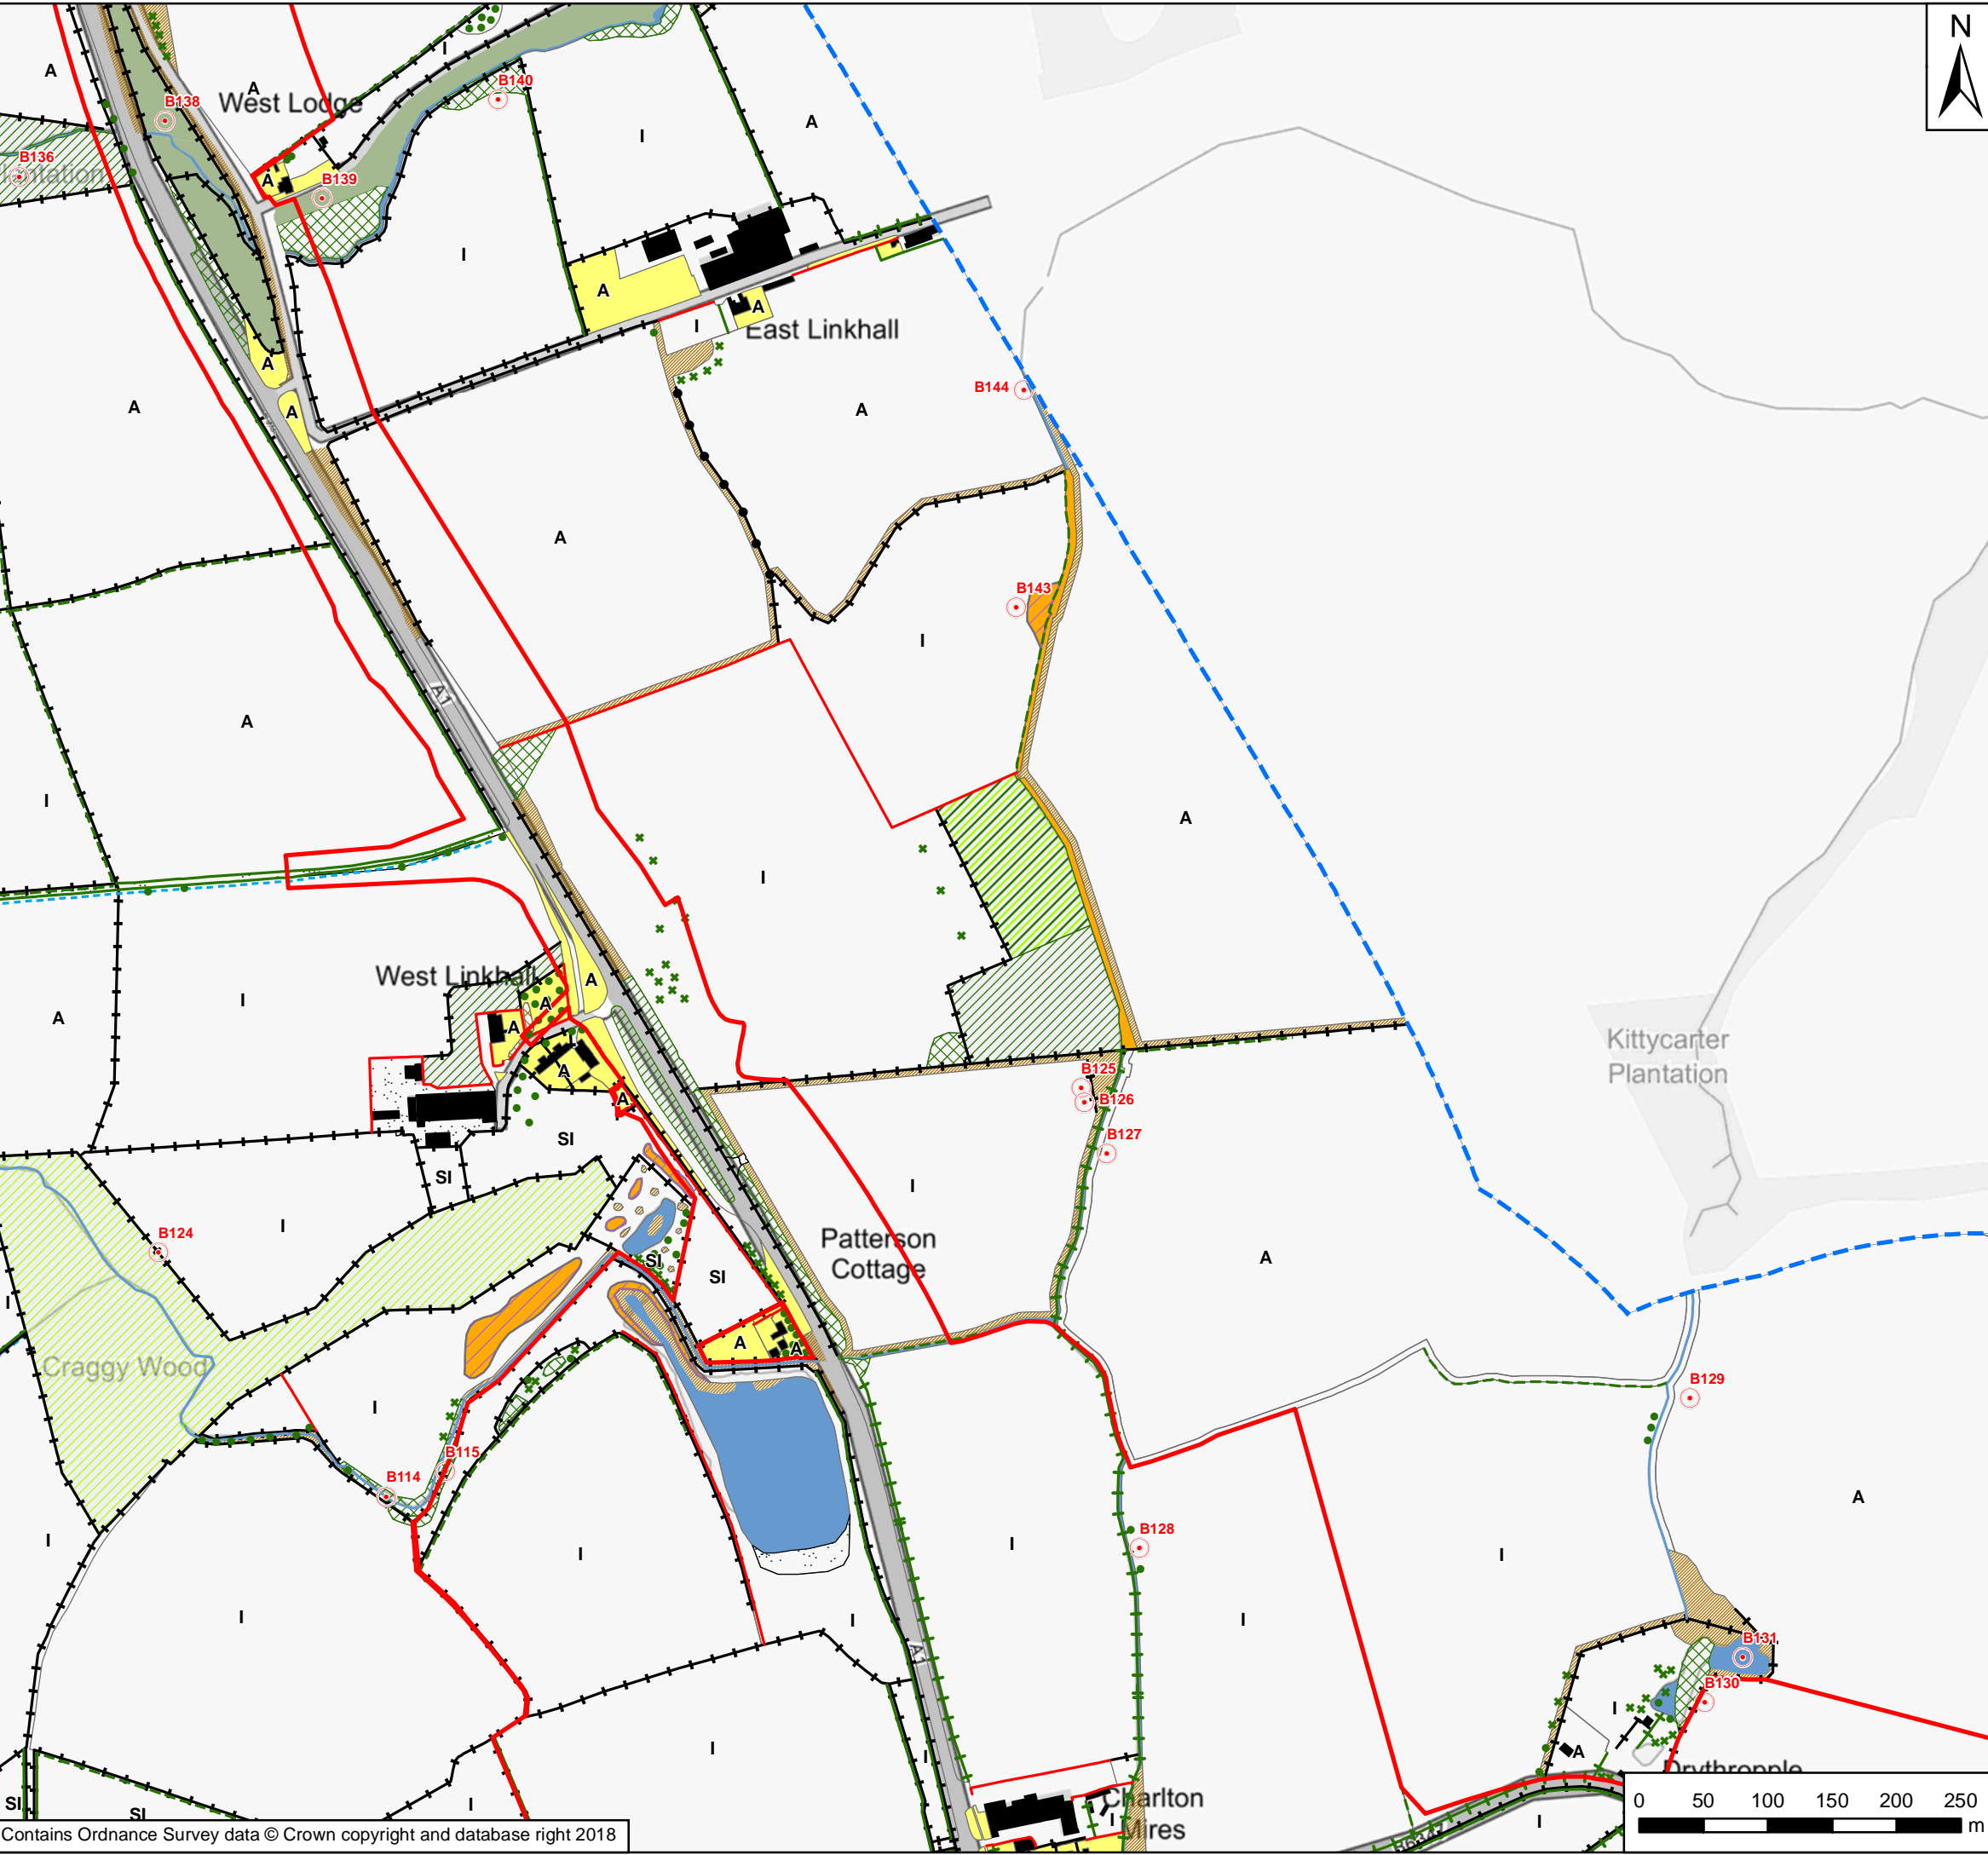 N
A
I
A
B138
West Lodge
B140
A
I
B136
B139
A
I
A
A
East Linkhall
I
A
A
B144
A
A
A
B143
I
A1
A
I
A
I
West Linkhall
A
A
A
I
A
Kittycarter
Plantation
A
A
B125
B126
SI
B127
SI
I
B124
I
Patterson
Cottage
SI
SI
A
I
A
A
Craggy Wood
B129
I
B115
B114
A
I
I
B128
I
I
I
I
I
A1
B131
B130
I
I
A
I
Charlton
Mires
I
SI
SI
I
I
Drythropple
0 50 100 150 200 250
m
Contains Ordnance Survey data © Crown copyright and database right 2018